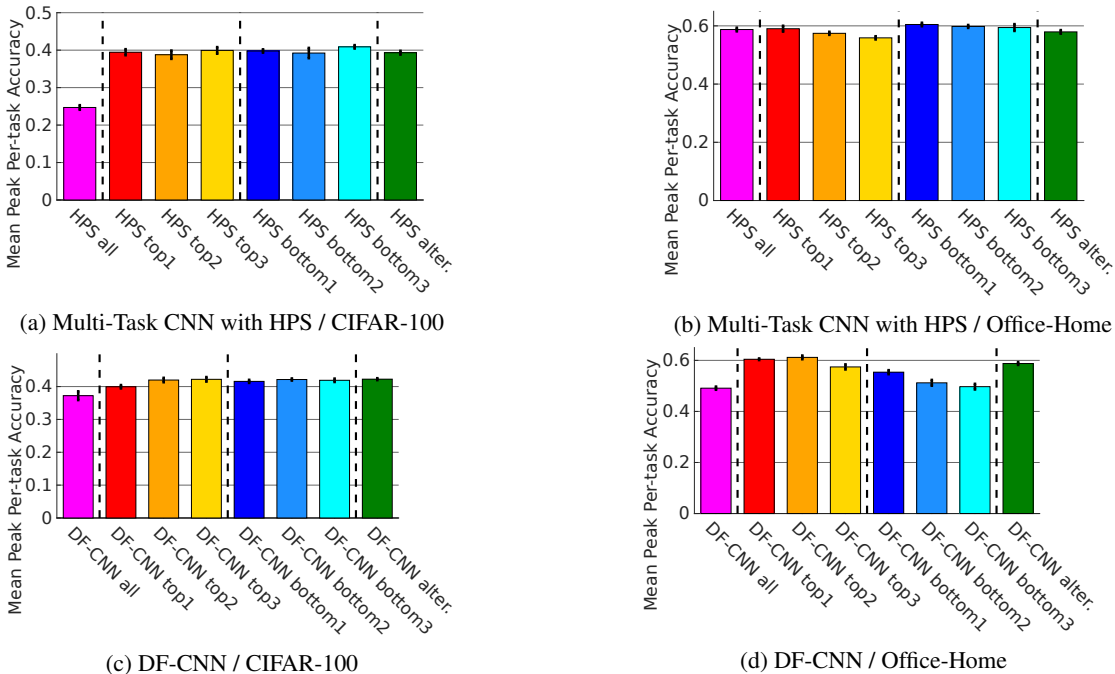 Mean Peak Per-task Accuracy
0.5
0.4
0.3
0.2
0.1
0
HPS all
HPS top1
HPS top2
HPS top3
HPS bottom1
HPS bottom2
HPS bottom3
HPS alter.
(a) Multi-Task CNN with HPS / CIFAR-100
Mean Peak Per-task Accuracy
0.6
0.4
0.2
0
HPS all
HPS top1
HPS top2
HPS top3
HPS bottom1
HPS bottom2
HPS bottom3
HPS alter.
(b) Multi-Task CNN with HPS / Office-Home
Mean Peak Per-task Accuracy
0.4
0.3
0.2
0.1
0
DF-CNN all
DF-CNN top1
DF-CNN top2
DF-CNN top3
DF-CNN bottom1
DF-CNN bottom2
DF-CNN bottom3
DF-CNN alter.
(c) DF-CNN / CIFAR-100
Mean Peak Per-task Accuracy
0.6
0.4
0.2
0
DF-CNN all
DF-CNN top1
DF-CNN top2
DF-CNN top3
DF-CNN bottom1
DF-CNN bottom2
DF-CNN bottom3
DF-CNN alter.
(d) DF-CNN / Office-Home